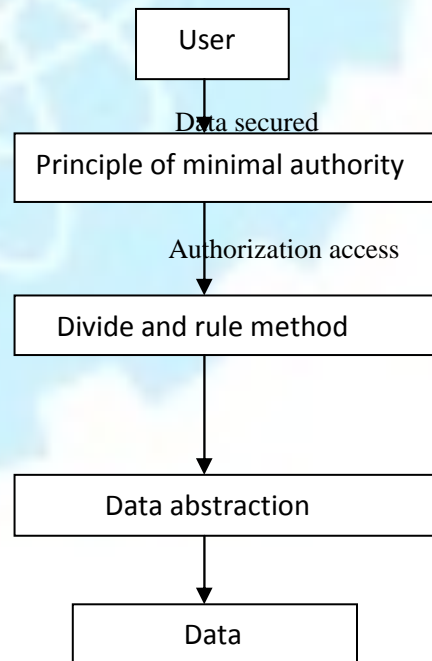 User
Data secured
Principle of minimal authority
Authorization access
Divide and rule method
Data abstraction
Data